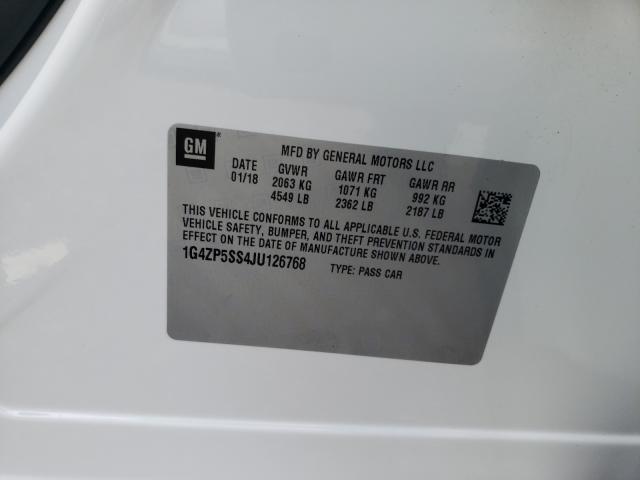 GM
MFD BY GENERAL MOTORS LLC
DATE GVWR GAWR FRT GAWR RR
01/18 2063 KG 1071 KG 992 KG
4549 LB 2362 LB 2187 LB
THIS VEHICLE CONFORMS TO ALL APPLICABLE U.S. FEDERAL MOTOR
VEHICLE SAFETY, BUMPER, AND THEFT PREVENTION STANDARDS IN
EFFECT ON THE DATE OF MANUFACTURE SHOWN ABOVE.
1G4ZP5SS4JU126768 TYPE: PASS CAR